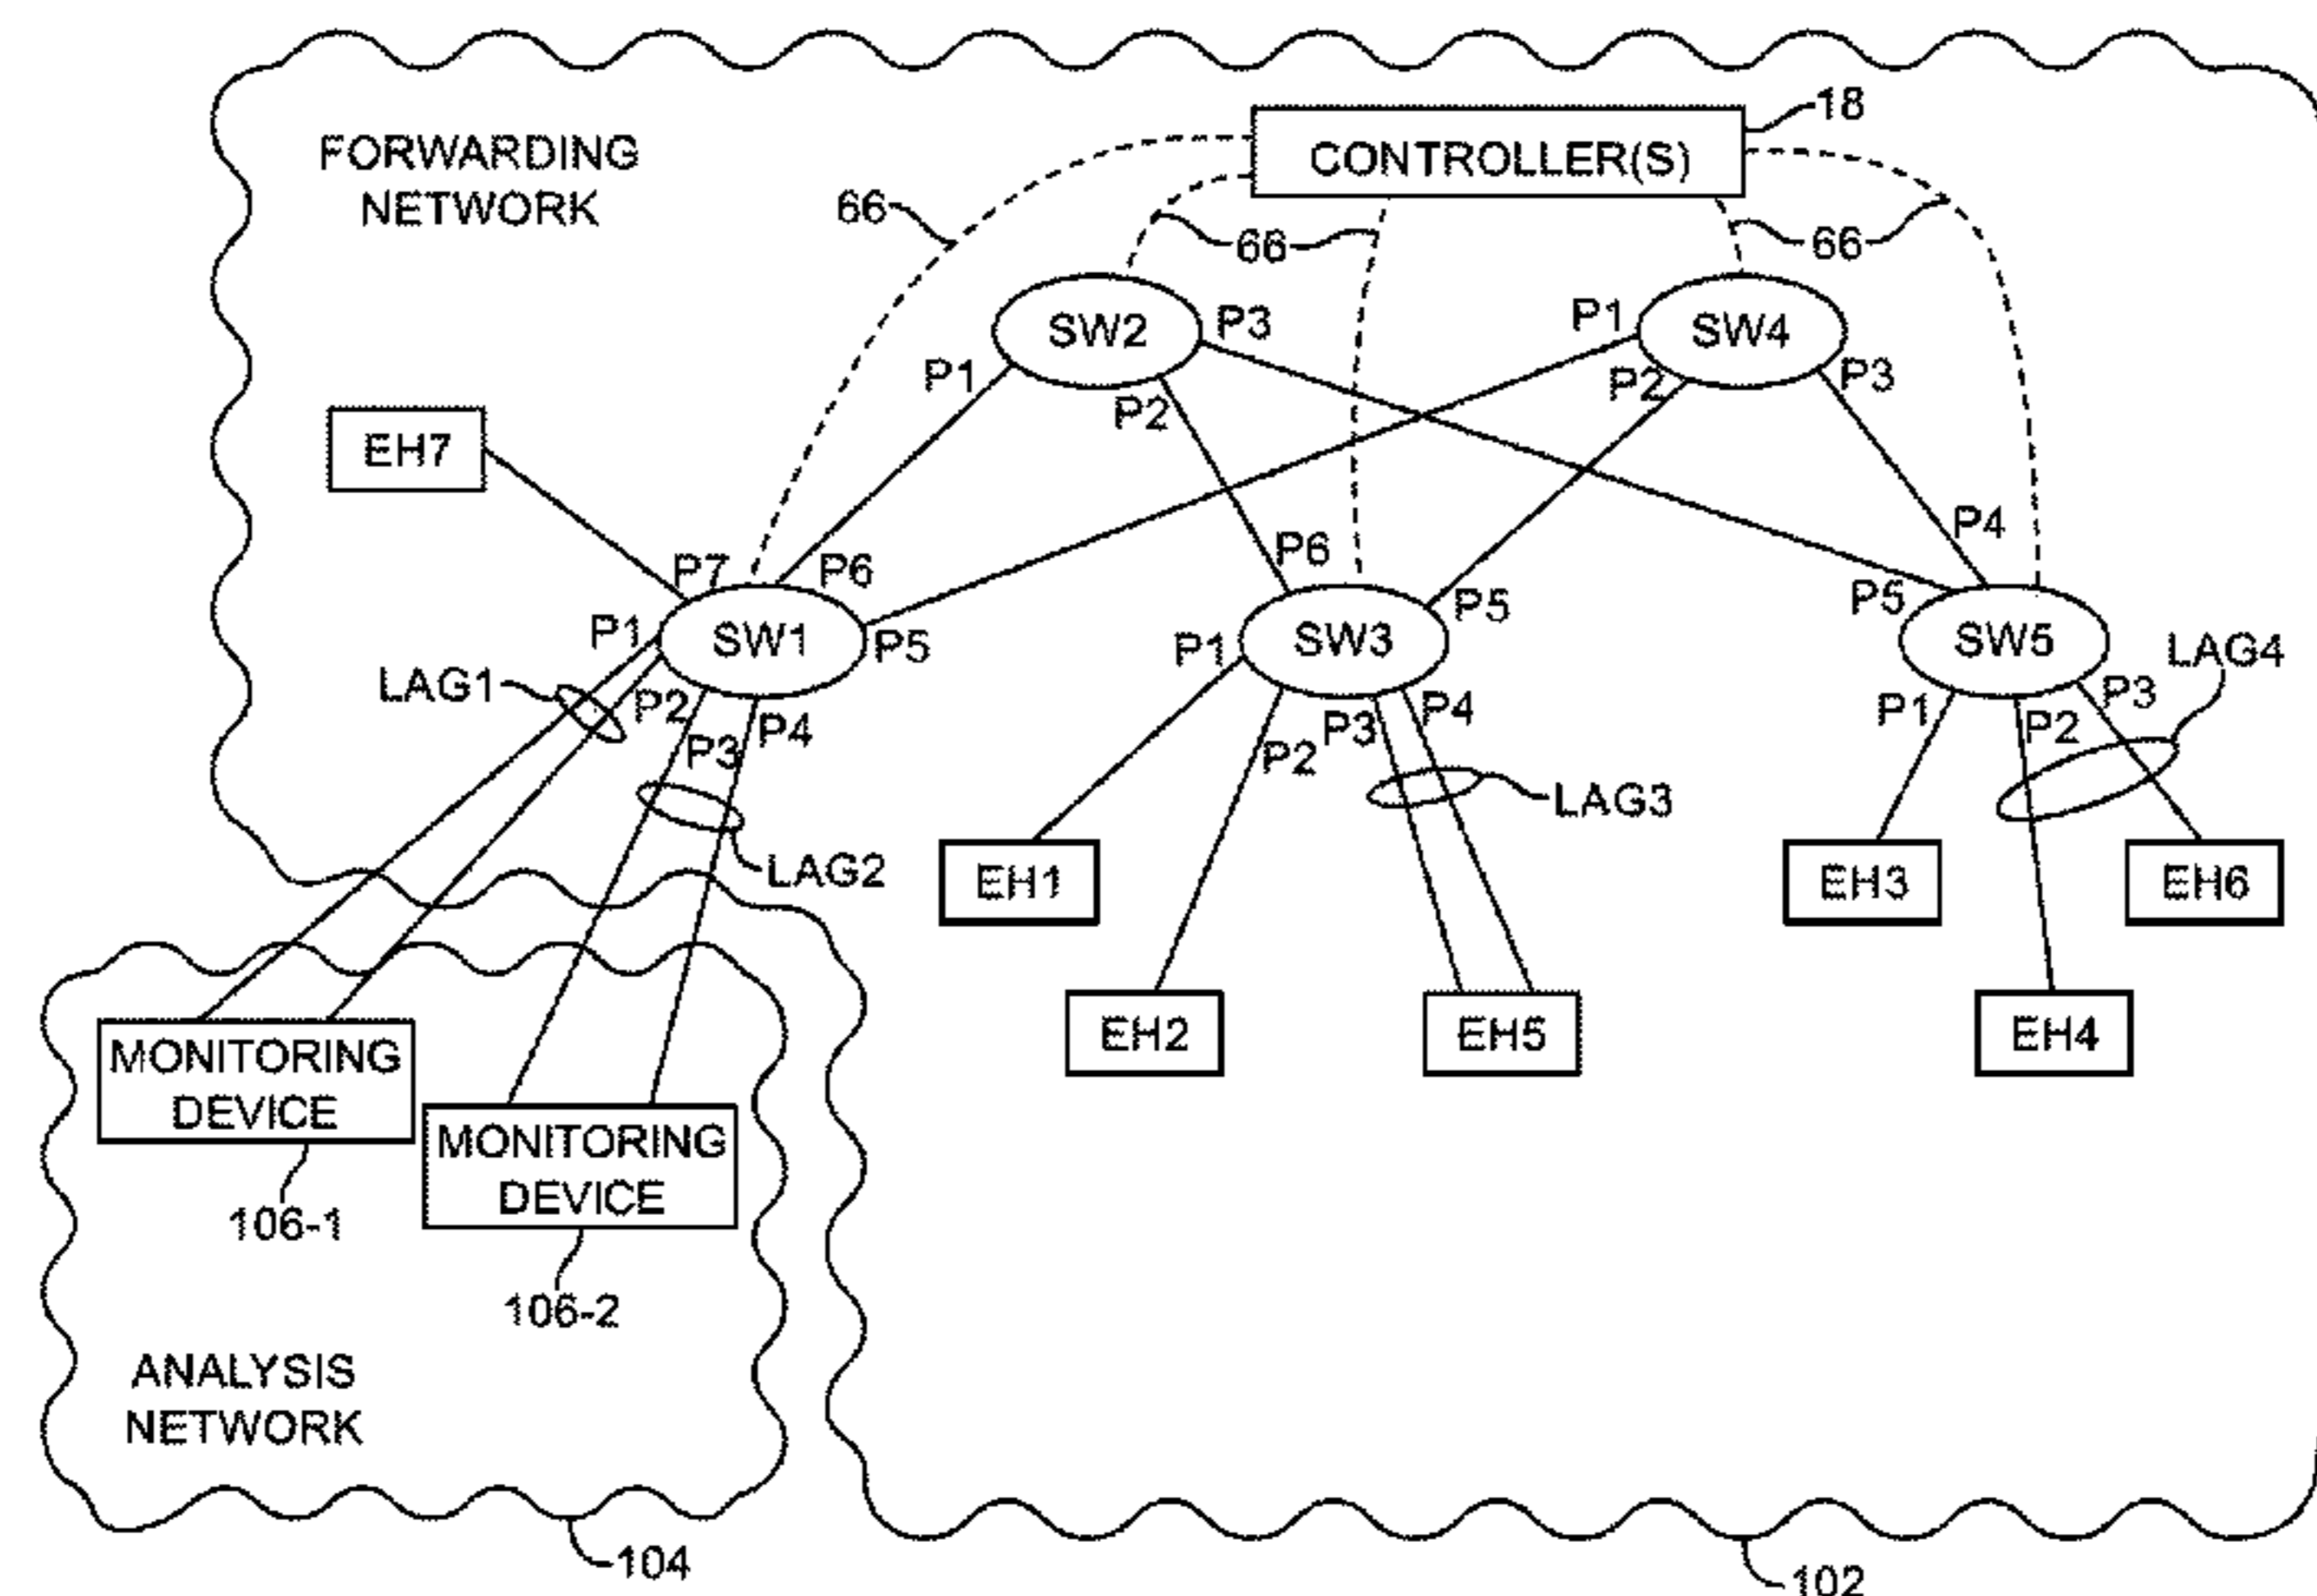 18
FORWARDING
NETWORK
CONTROLLER(S)
66
66
66
SW2
P3
P1
SW4
P1
P2
P2
P3
EH7
P4
P7
P6
P6
P5
P5
P1
SW1
P5
P1
SW3
SW5
LAG4
LAG1
P2
P3
P4
P2
P3
P4
P1
P2
P3
LAG2
LAG3
EH1
EH3
EH6
EH2
EH5
EH4
MONITORING
DEVICE
MONITORING
DEVICE
106-1
106-2
ANALYSIS
NETWORK
104
102